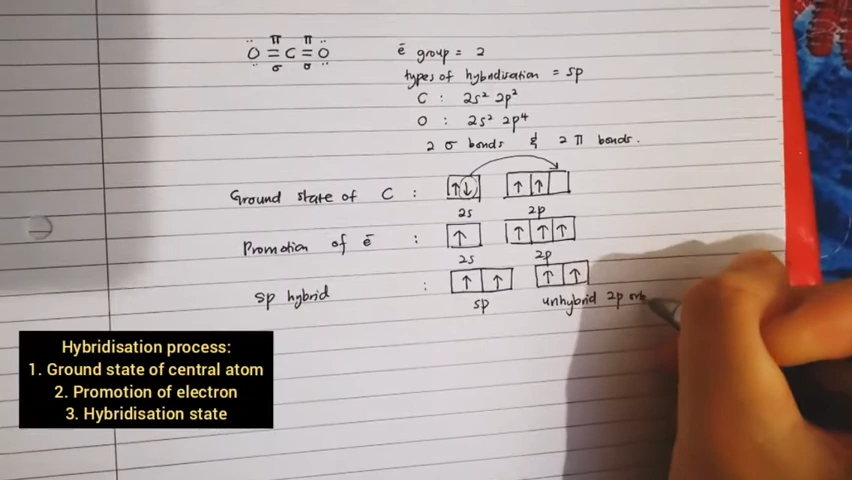 π π
O = C = O
σ σ
ē group = 2
types of hybridisation = sp
C : 2s² 2p²
O : 2s² 2p⁴
2 σ bonds & 2 π bonds.
Ground state of C : ↑↓ ↑ ↑
2s 2p
Promotion of ē : ↑ ↑ ↑ ↑
2s 2p
sp hybrid : ↑ ↑ ↑ ↑
sp unhybrid 2p
Hybridisation process:
1. Ground state of central atom
2. Promotion of electron
3. Hybridisation state